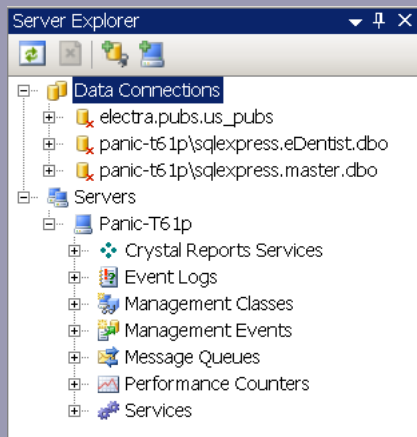 Server Explorer
Data Connections
electra.pubs.us_pubs
panic-t61p\sqlexpress.eDentist.dbo
panic-t61p\sqlexpress.master.dbo
Servers
Panic-T61p
Crystal Reports Services
Event Logs
Management Classes
Management Events
Message Queues
Performance Counters
Services